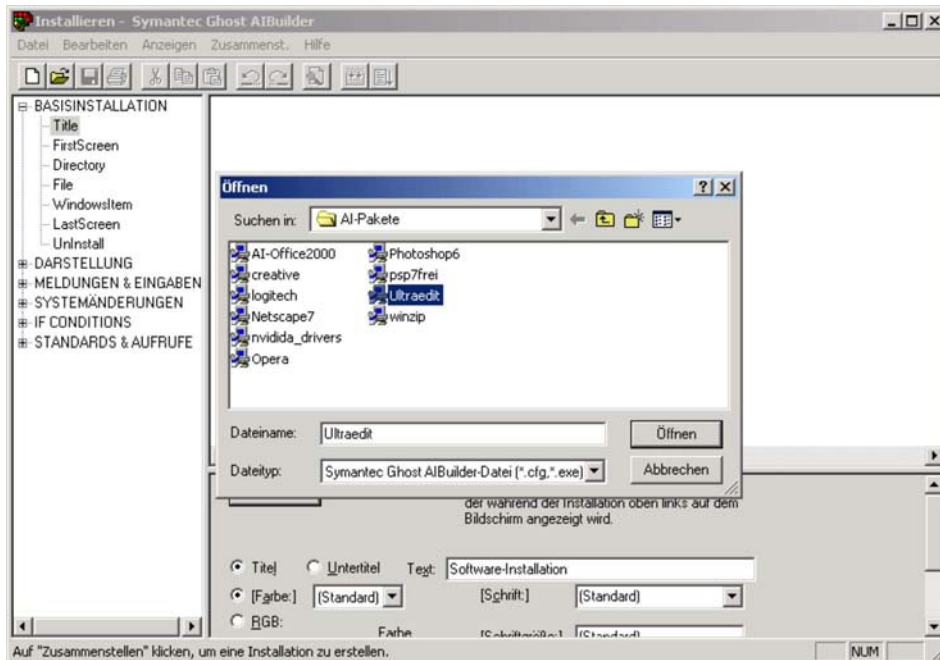 Installieren - Symantec Ghost AIBuilder
Datei Bearbeiten Anzeigen Zusammenst. Hilfe
BASISINSTALLATION
Title
FirstScreen
Directory
File
WindowsItem
LastScreen
UnInstall
DARSTELLUNG
MELDUNGEN & EINGABEN
SYSTEMÄNDERUNGEN
IF CONDITIONS
STANDARDS & AUFRUFE
Öffnen
Suchen in: AI-Pakete
AI-Office2000
creative
logitech
Netscape7
nvidida_drivers
Opera
Photoshop6
psp7frei
Ultraedit
winzip
Dateiname: Ultraedit Öffnen
Dateityp: Symantec Ghost AIBuilder-Datei (*.cfg,*.exe) Abbrechen
der während der Installation oben links auf dem
Bildschirm angezeigt wird.
Titel Untertitel Text: Software-Installation
[Farbe:] (Standard) [Schrift:] (Standard)
RGB:
Farbe [Schriftgröße:] (Standard)
Auf "Zusammenstellen" klicken, um eine Installation zu erstellen. NUM